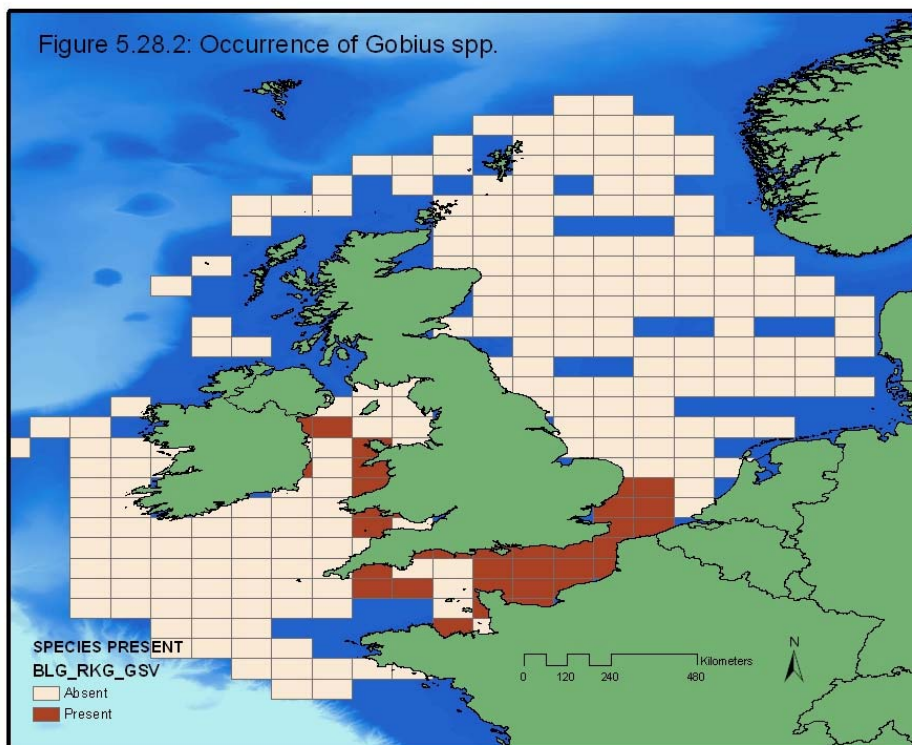 Figure 5.28.2: Occurrence of Gobius spp.
SPECIES PRESENT
BLG_RKG_GSV
Absent
Present
N
Kilometers
0 120 240 480